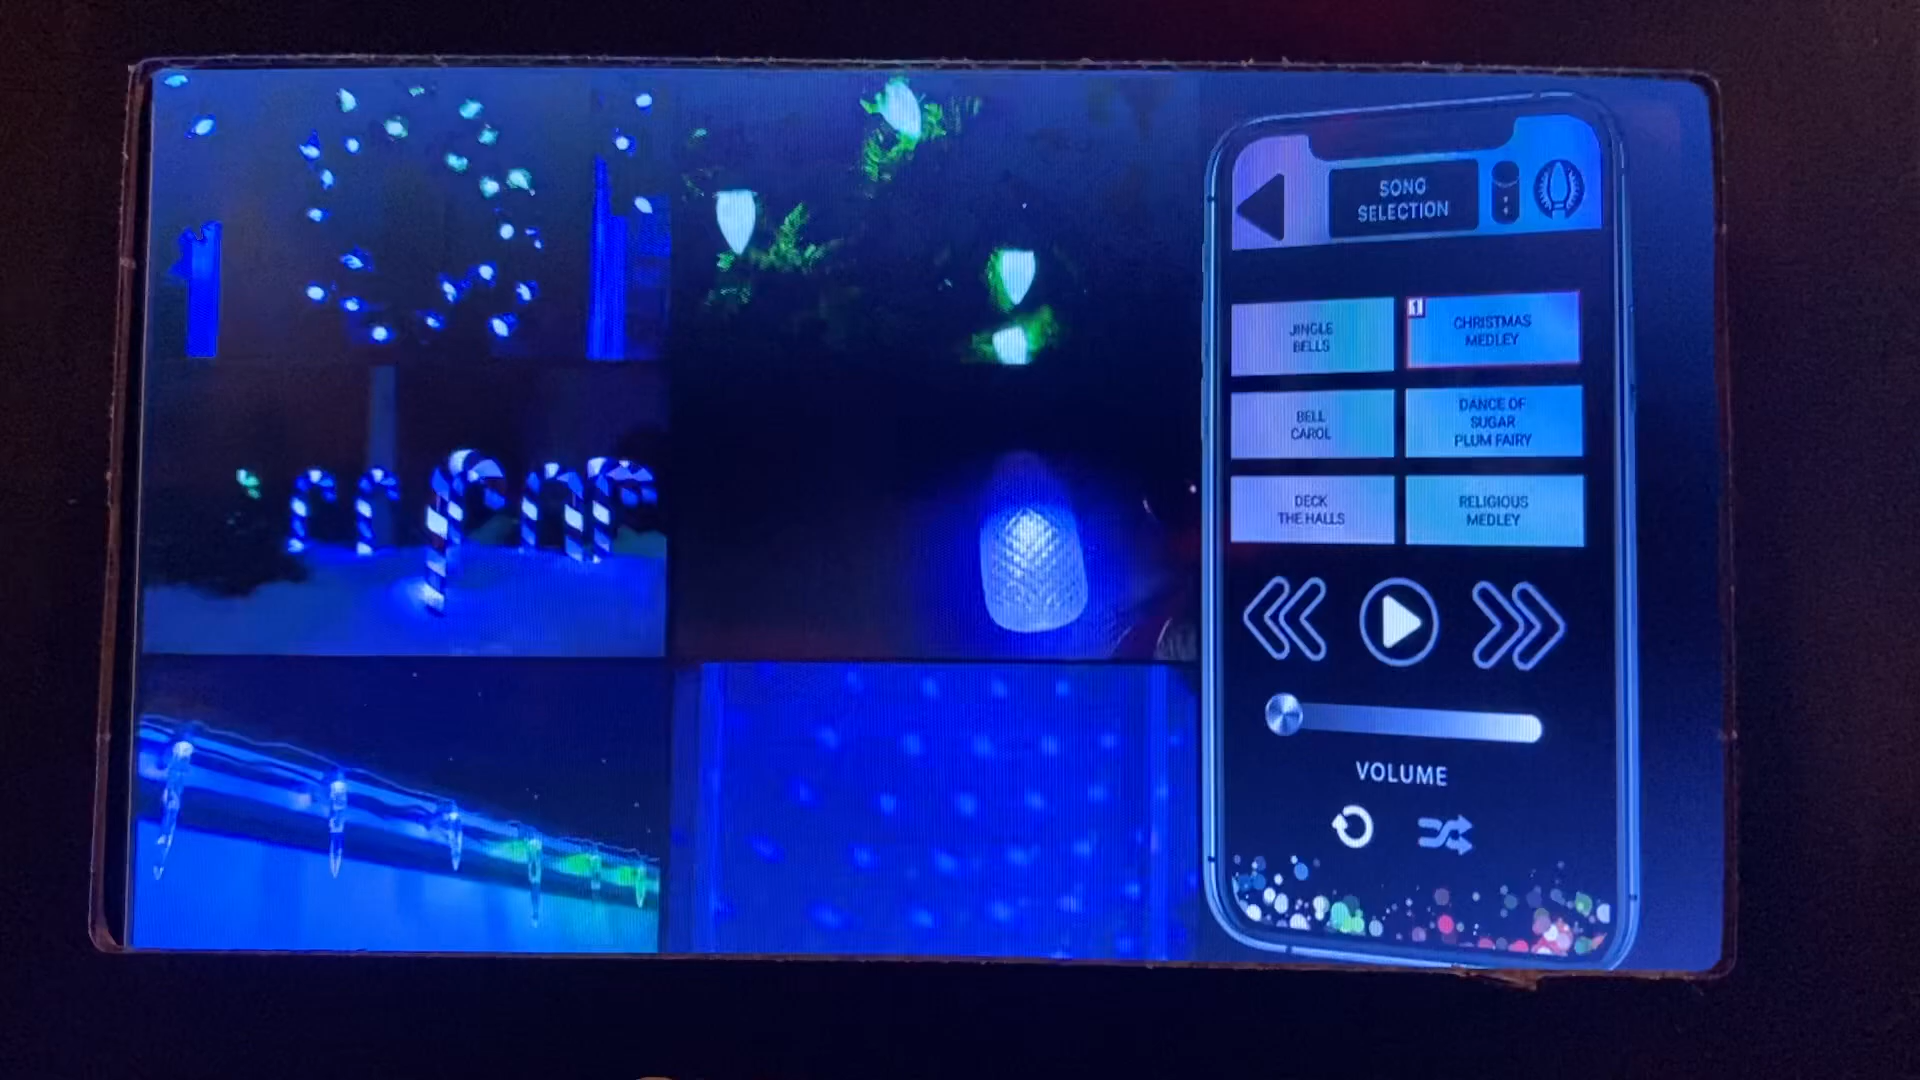 SONG
SELECTION
JINGLE
BELLS
1
CHRISTMAS
MEDLEY
BELL
CAROL
DANCE OF
SUGAR
PLUM FAIRY
DECK
THE HALLS
RELIGIOUS
MEDLEY
VOLUME